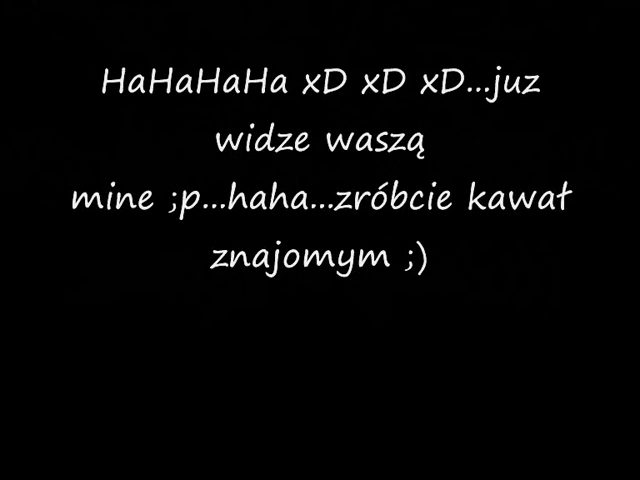 HaHaHaHa xD xD xD...juz
widze waszą
mine ;p...haha...zróbcie kawał
znajomym ;)